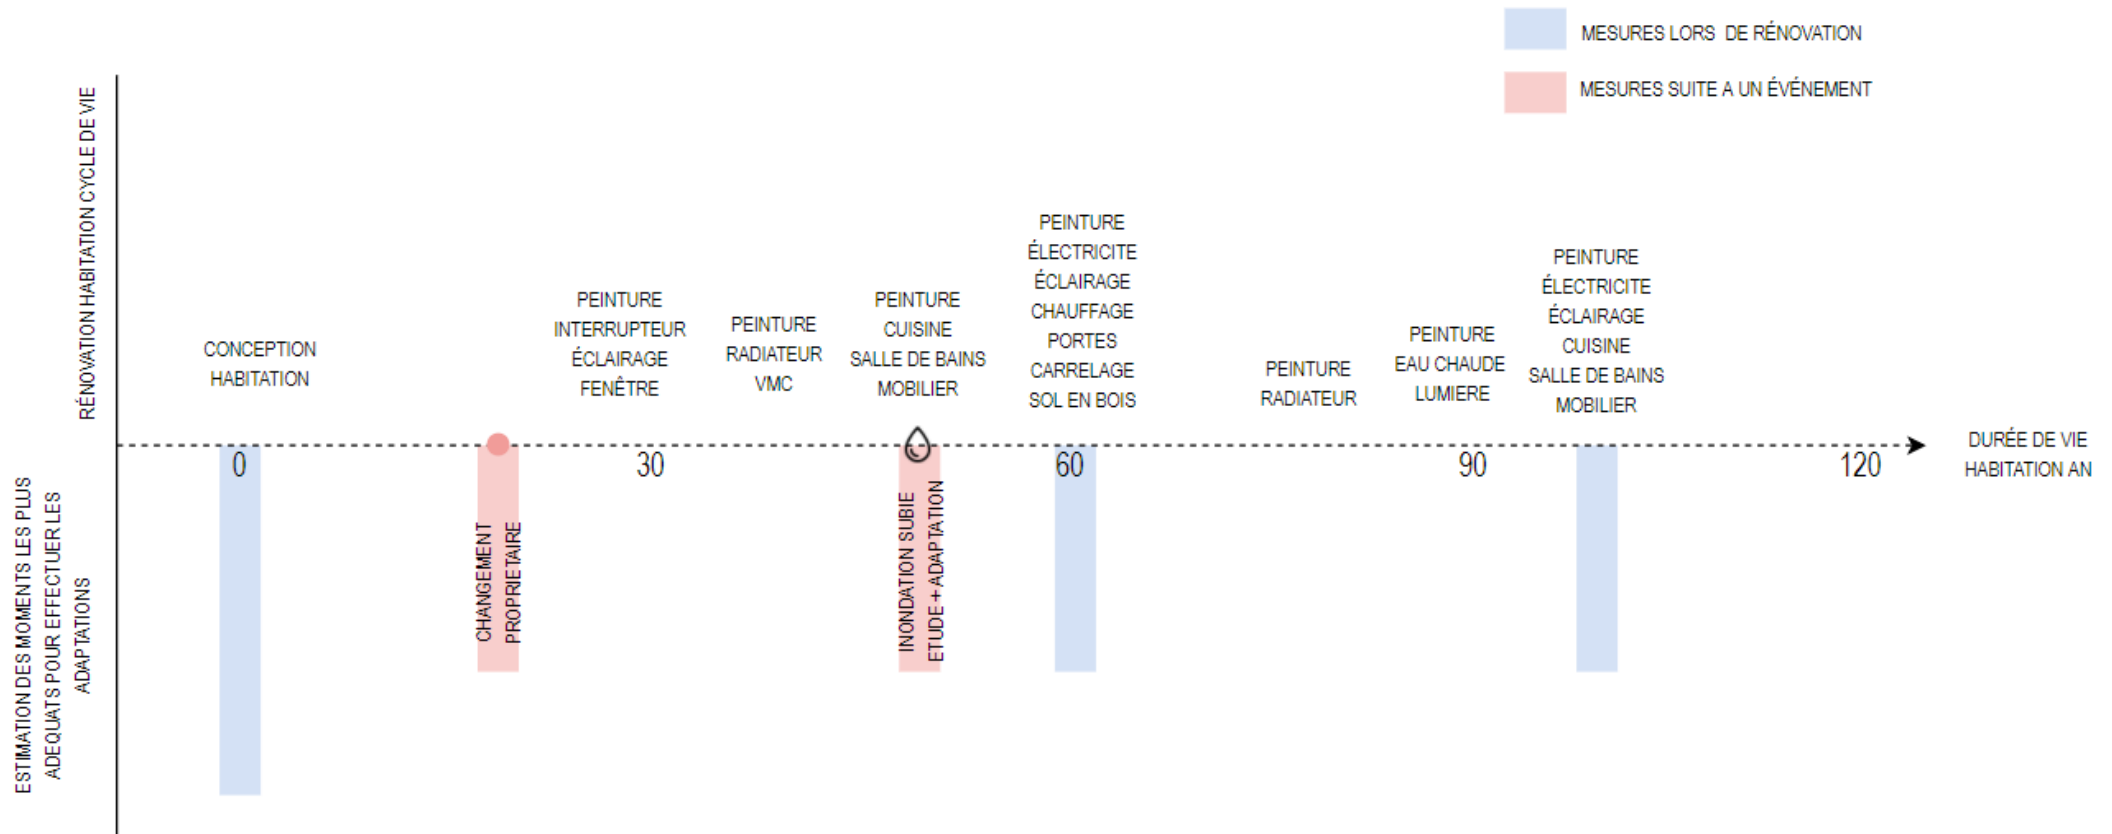 MESURES LORS  DE RÉNOVATION
MESURES SUITE A UN ÉVÉNEMENT
RÉNOVATION HABITATION CYCLE DE VIE
CONCEPTION
HABITATION
PEINTURE
INTERRUPTEUR
ÉCLAIRAGE
FENÊTRE
PEINTURE
RADIATEUR
VMC
PEINTURE
CUISINE
SALLE DE BAINS
MOBILIER
PEINTURE
ÉLECTRICITE
ÉCLAIRAGE
CHAUFFAGE
PORTES
CARRELAGE
SOL EN BOIS
PEINTURE
RADIATEUR
PEINTURE
EAU CHAUDE
LUMIERE
PEINTURE
ÉLECTRICITE
ÉCLAIRAGE
CUISINE
SALLE DE BAINS
MOBILIER
0
30
60
90
120
DURÉE DE VIE
HABITATION AN
ESTIMATION DES MOMENTS LES PLUS
ADEQUATS POUR EFFECTUER LES
ADAPTATIONS
CHANGEMENT
PROPRIETAIRE
INONDATION SUBIE
ETUDE + ADAPTATION